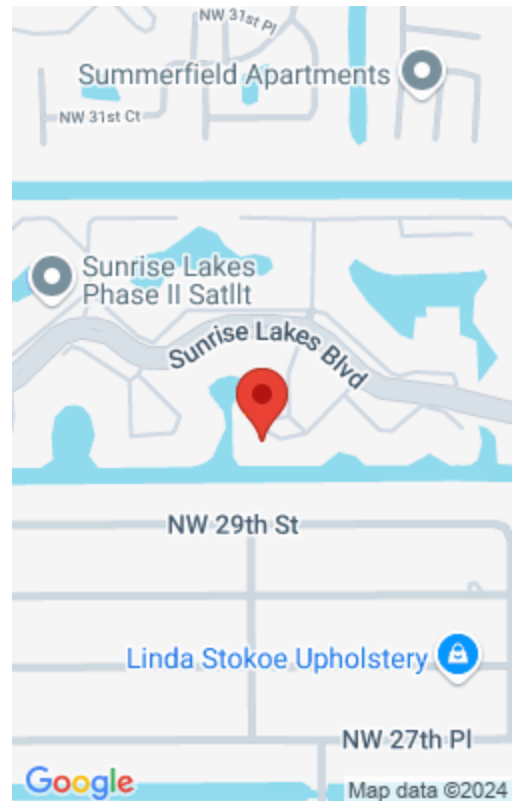 NW 31st Pl
Summerfield Apartments
NW 31st Ct
Sunrise Lakes
Phase II Satllt
Sunrise Lakes Blvd
NW 29th St
Linda Stokoe Upholstery
NW 27th Pl
Google
Map data ©2024